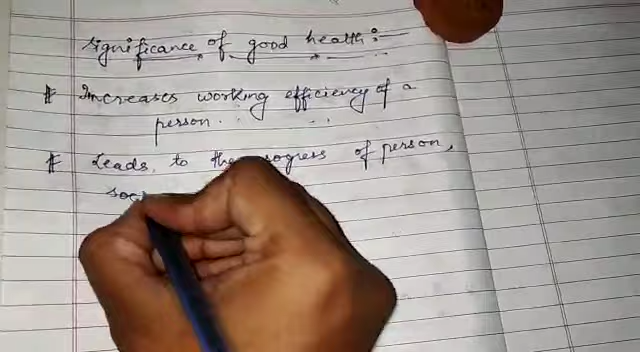 Significance of good health :-
# Increases working efficiency of a
person.
# Leads to the progress of person,